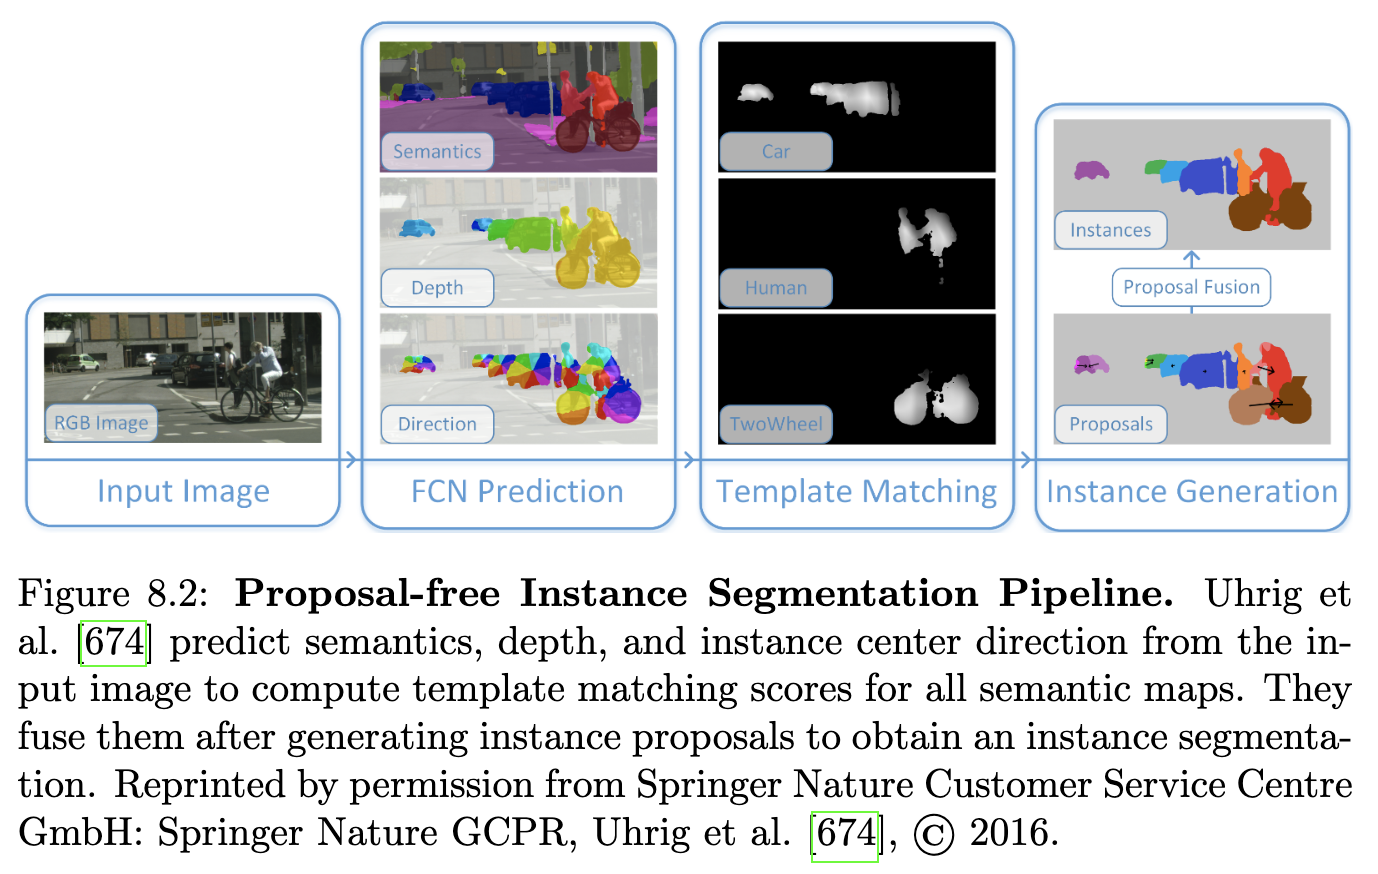 Semantics
Depth
Direction
Car
Human
TwoWheel
Instances
Proposal Fusion
Proposals
RGB Image
Input Image
FCN Prediction
Template Matching
Instance Generation
Figure 8.2: Proposal-free Instance Segmentation Pipeline. Uhrig et
al. [674] predict semantics, depth, and instance center direction from the in-
put image to compute template matching scores for all semantic maps. They
fuse them after generating instance proposals to obtain an instance segmenta-
tion. Reprinted by permission from Springer Nature Customer Service Centre
GmbH: Springer Nature GCPR, Uhrig et al. [674], © 2016.